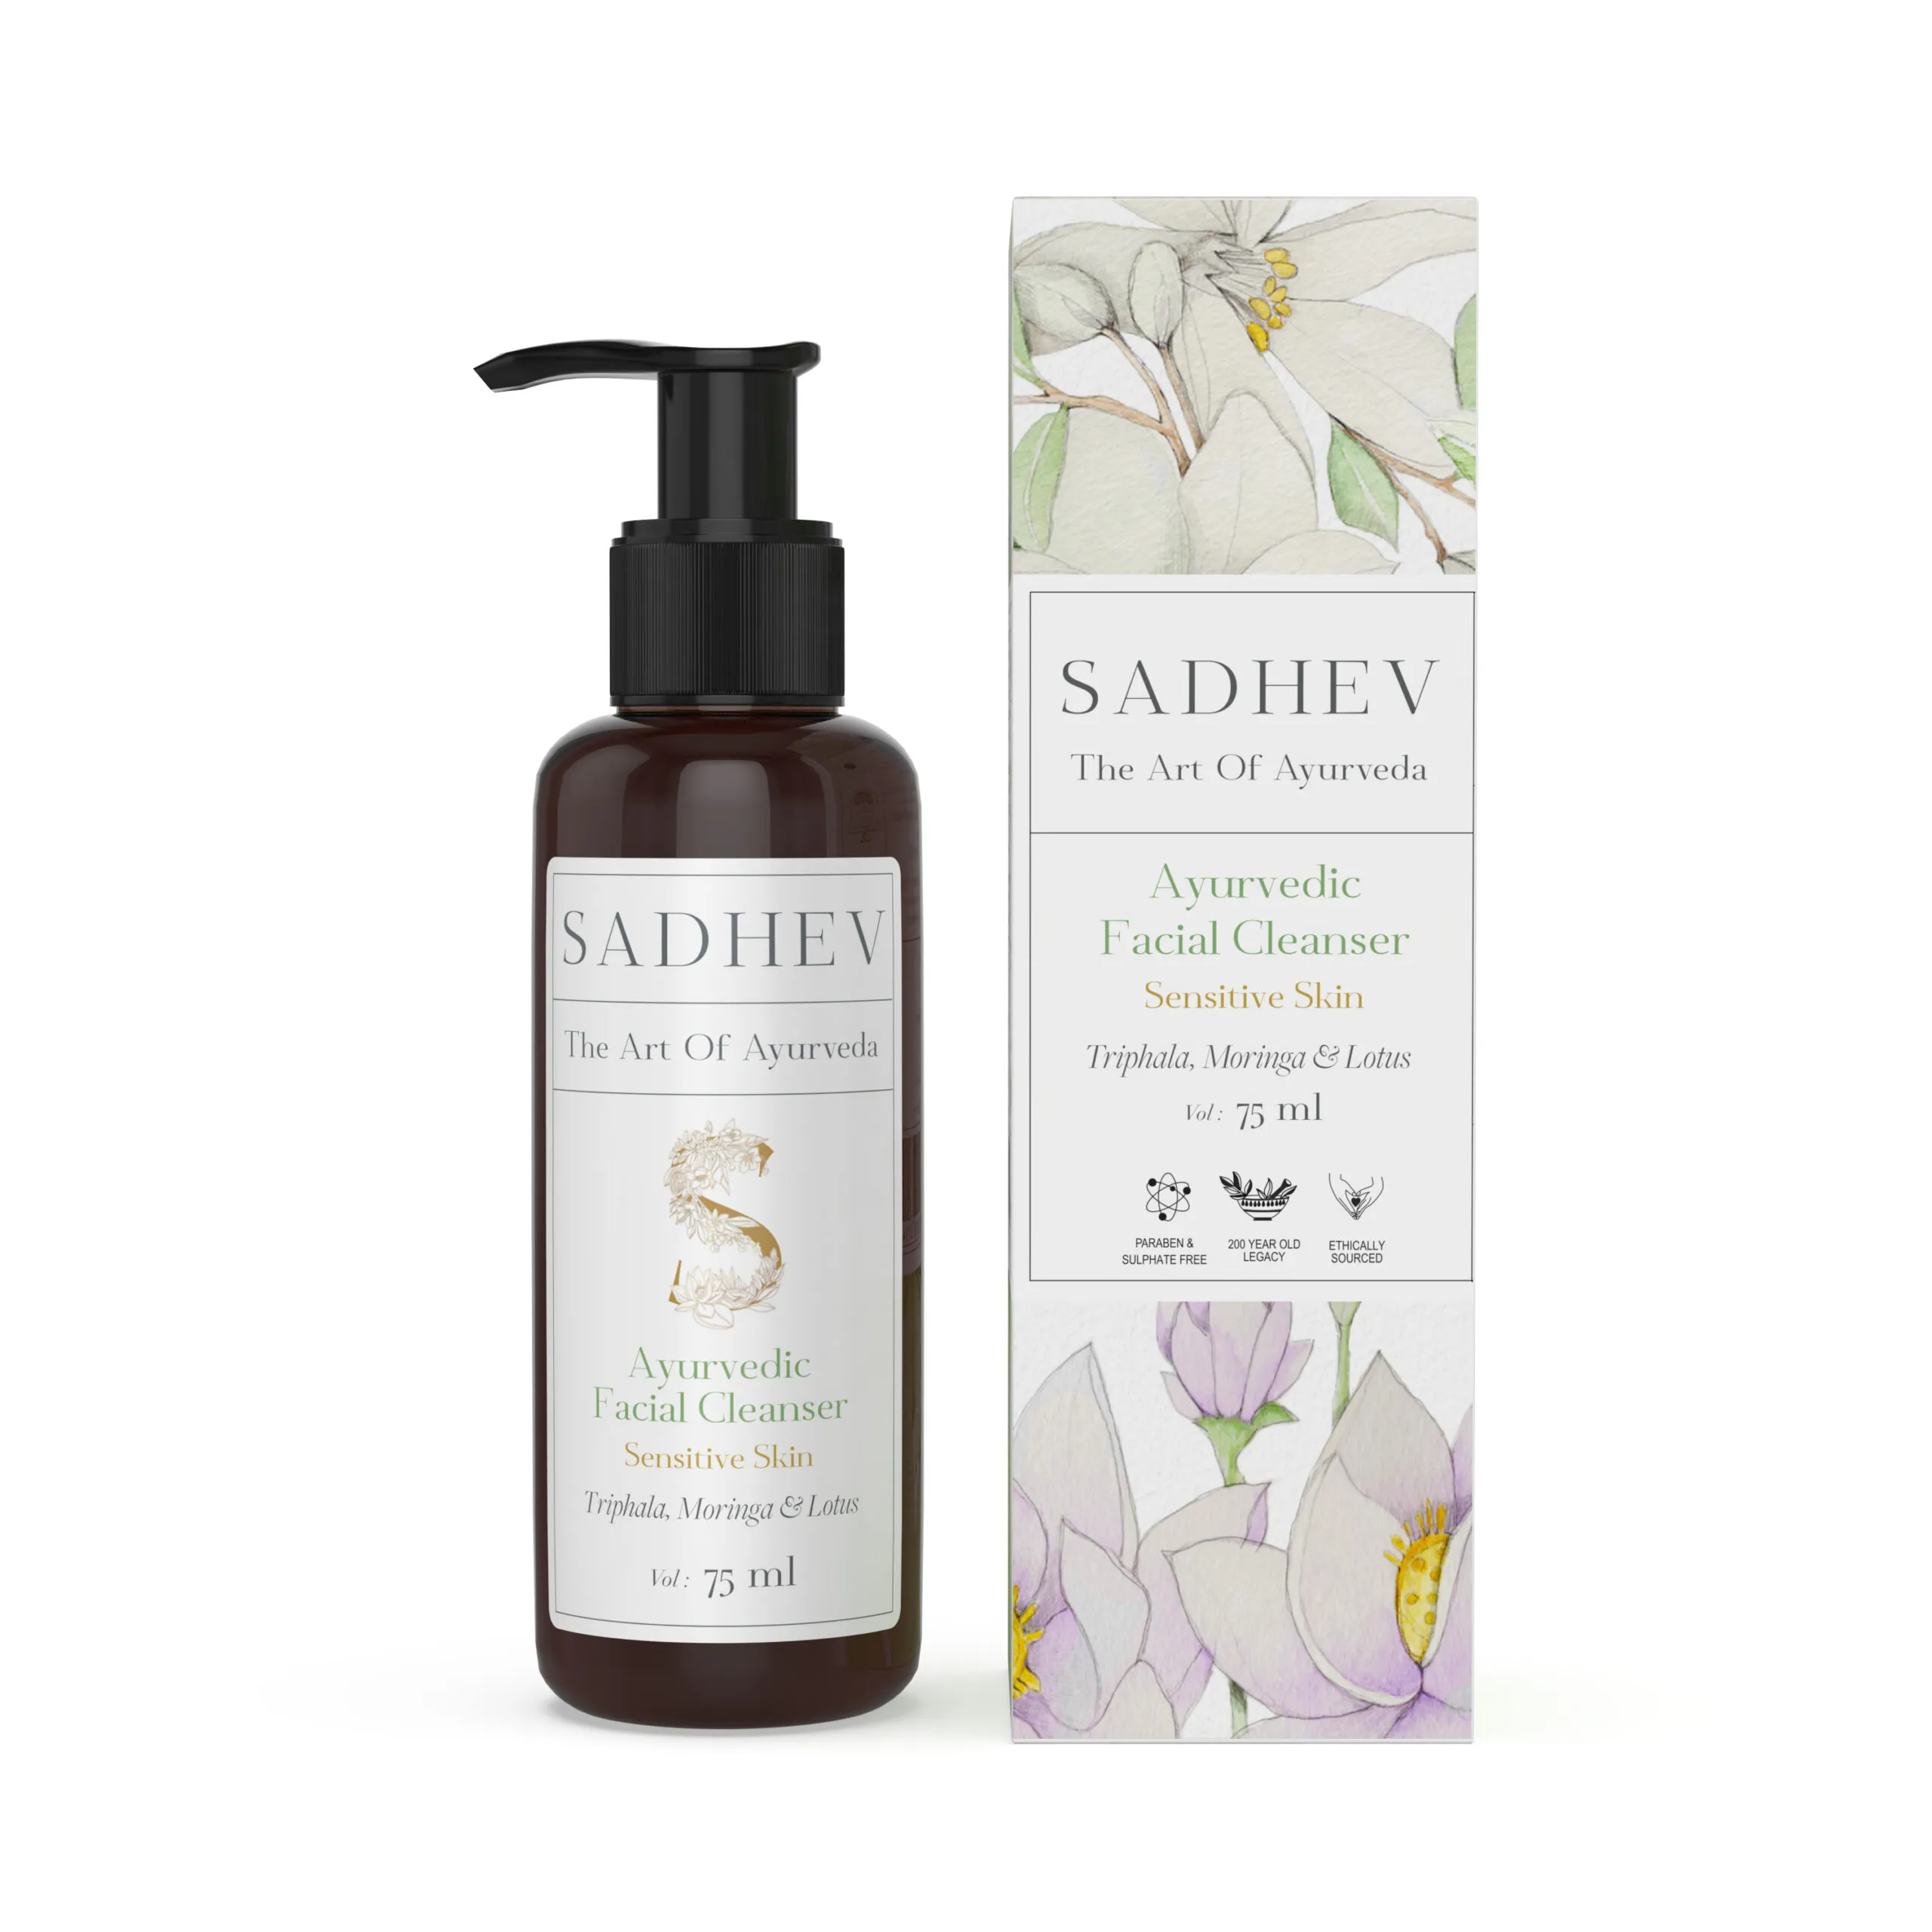 SADHEV
The Art Of Ayurveda
Ayurvedic
Facial Cleanser
Sensitive Skin
Triphala, Moringa & Lotus
Vol : 75 ml
SADHEV
The Art Of Ayurveda
Ayurvedic
Facial Cleanser
Sensitive Skin
Triphala, Moringa & Lotus
Vol : 75 ml
PARABEN &
SULPHATE FREE
200 YEAR OLD
LEGACY
ETHICALLY
SOURCED